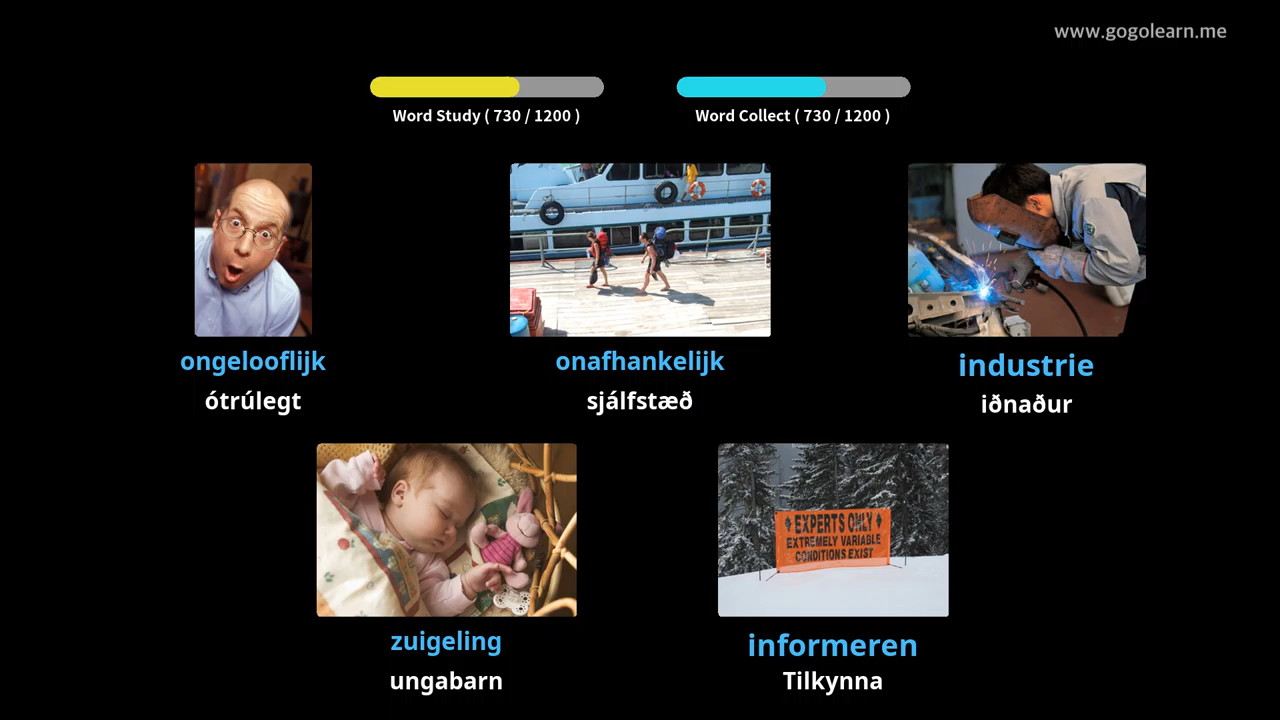 www.gogolearn.me
Word Study ( 730 / 1200 )
Word Collect ( 730 / 1200 )
ongelooflijk
ótrúlegt
onafhankelijk
sjálfstæð
industrie
iðnaður
EXPERTS ONLY
EXTREMELY VARIABLE
CONDITIONS EXIST
zuigeling
ungabarn
informeren
Tilkynna